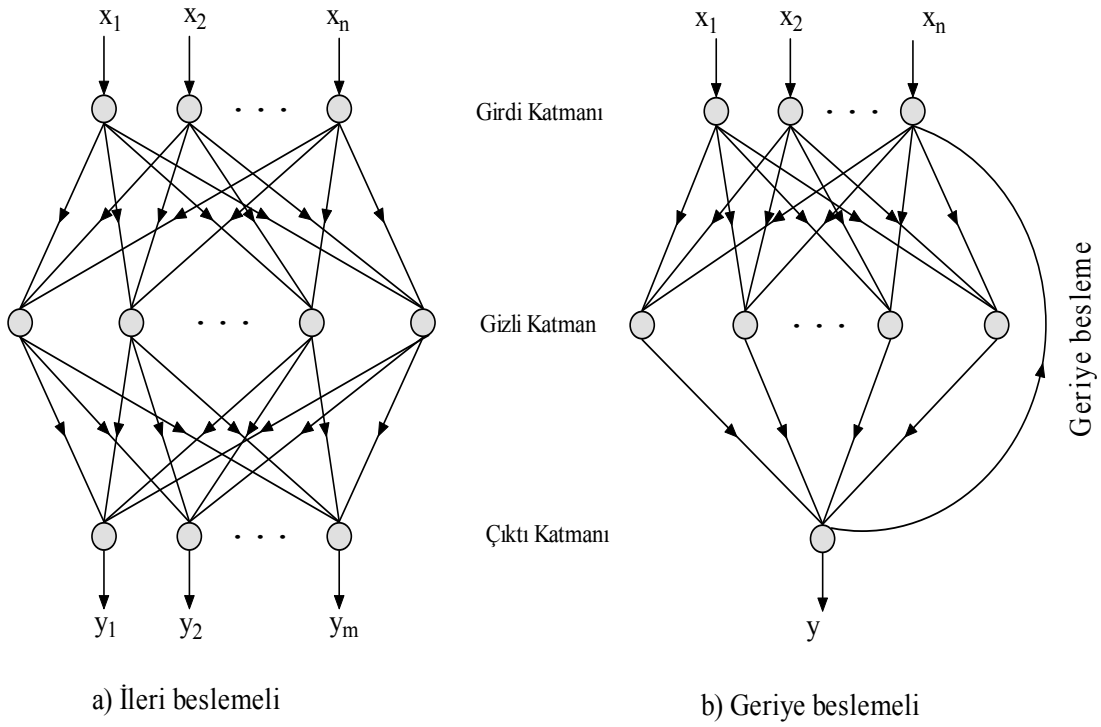 x1 x2 xn
x1 x2 xn
. . .
. . .
Girdi Katmanı
. . .
Gizli Katman
. . .
Geriye besleme
. . .
Çıktı Katmanı
y1 y2 ym
y
a) İleri beslemeli
b) Geriye beslemeli